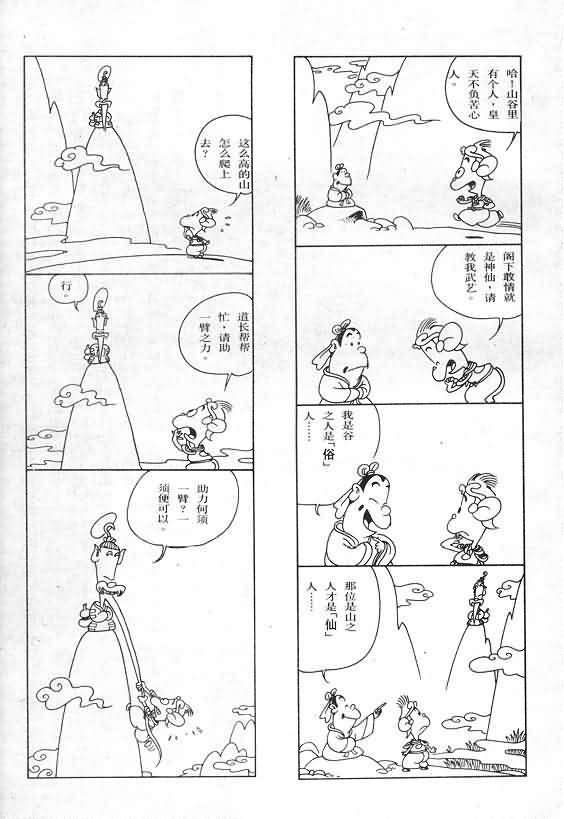 哈！山谷里
有个人，皇
天不负苦心
人。
阁下敢情就
是神仙，请
教我武艺。
我是谷
之人是「俗」
人……
那位是山之
人才是「仙」
人……
这么高的山
怎么爬上
去？
道长帮帮
忙，请助
一臂之力。
行。
助力何须
一臂？一
须便可以。